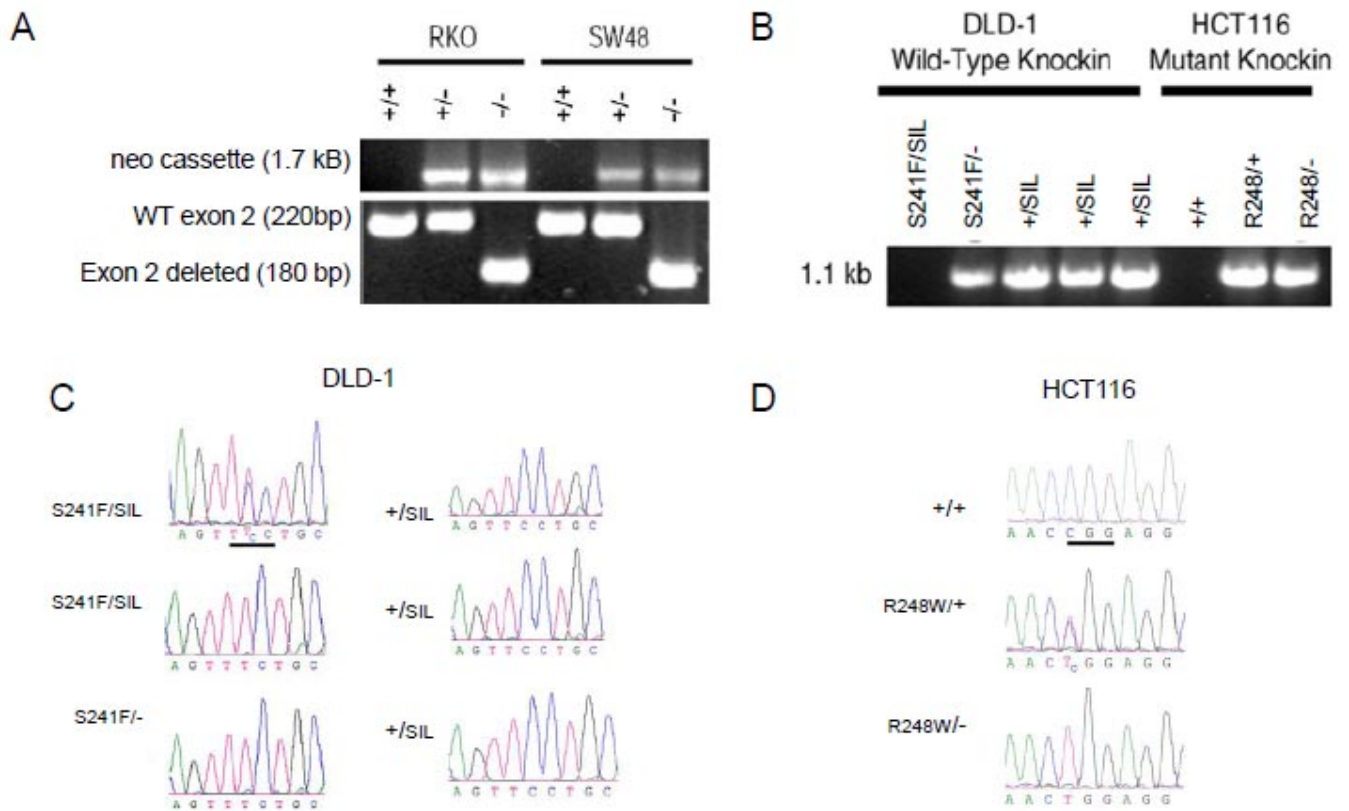 A
RKO
SW48
+/+
+/-
-/-
+/+
+/-
-/-
neo cassette (1.7 kB)
WT exon 2 (220bp)
Exon 2 deleted (180 bp)
B
DLD-1
Wild-Type Knockin
HCT116
Mutant Knockin
S241F/SIL
S241F/-
+/SIL
+/SIL
+/SIL
+/+
R248/+
R248/-
1.1 kb
C
DLD-1
S241F/SIL
A G T T T C C T G C
+/SIL
A G T T C C T G C
S241F/SIL
A G T T T C T G C
+/SIL
A G T T C C T G C
S241F/-
A G T T T C T G C
+/SIL
A G T T C C T G C
D
HCT116
+/+
A A C C G G A G G
R248W/+
A A C T C G G A G G
R248W/-
A A C T G G A G G